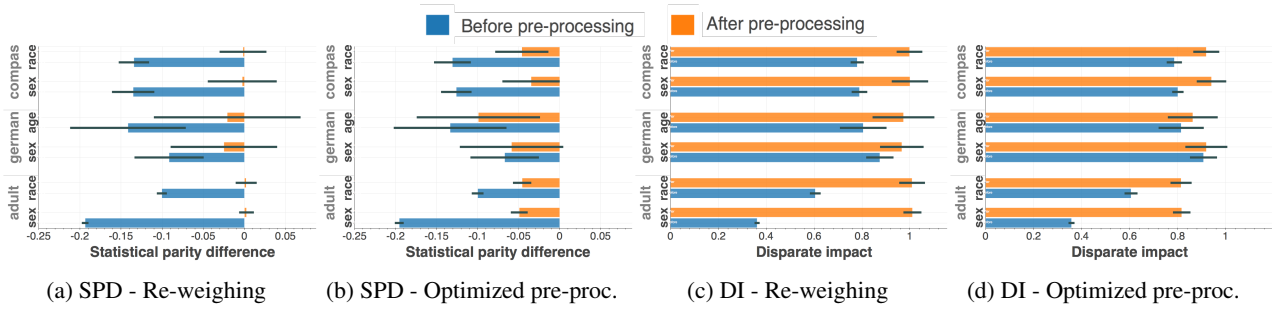 Before pre-processing
After pre-processing
compas
race
sex
german
age
sex
adult
race
sex
-0.25 -0.2 -0.15 -0.1 -0.05 0 0.05
Statistical parity difference
(a) SPD - Re-weighing
compas
race
sex
german
age
sex
adult
race
sex
-0.25 -0.2 -0.15 -0.1 -0.05 0 0.05
Statistical parity difference
(b) SPD - Optimized pre-proc.
compas
race
sex
german
age
sex
adult
race
sex
0 0.2 0.4 0.6 0.8 1
Disparate impact
(c) DI - Re-weighing
compas
race
sex
german
age
sex
adult
race
sex
0 0.2 0.4 0.6 0.8 1
Disparate impact
(d) DI - Optimized pre-proc.